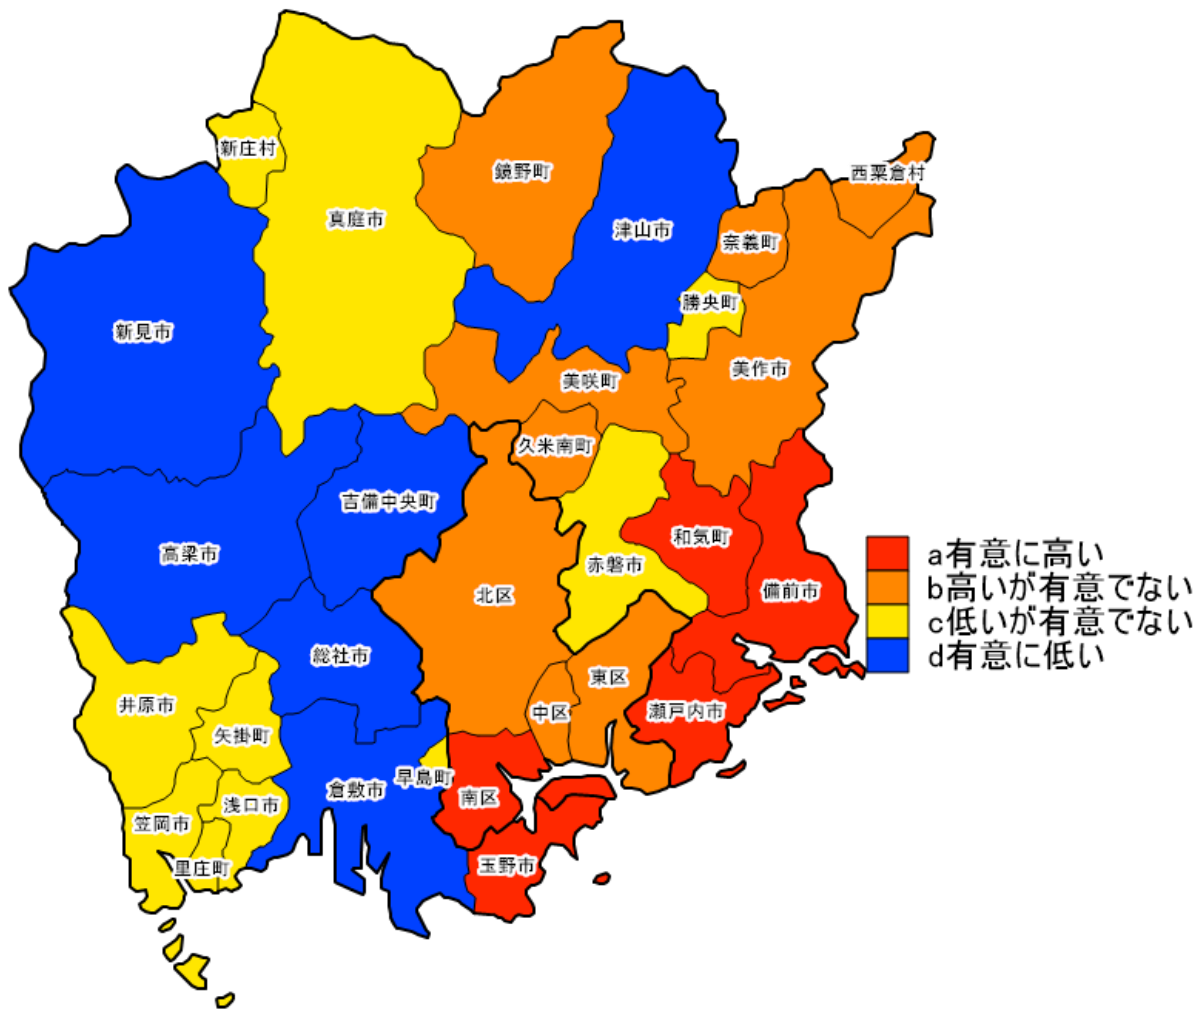 新庄村
真庭市
鏡野町
津山市
西粟倉村
奈義町
勝央町
新見市
美咲町
美作市
久米南町
吉備中央町
高梁市
和気町
赤磐市
備前市
北区
総社市
東区
井原市
中区
瀬戸内市
矢掛町
早島町
倉敷市
南区
浅口市
笠岡市
里庄町
玉野市
a有意に高い
b高いが有意でない
c低いが有意でない
d有意に低い